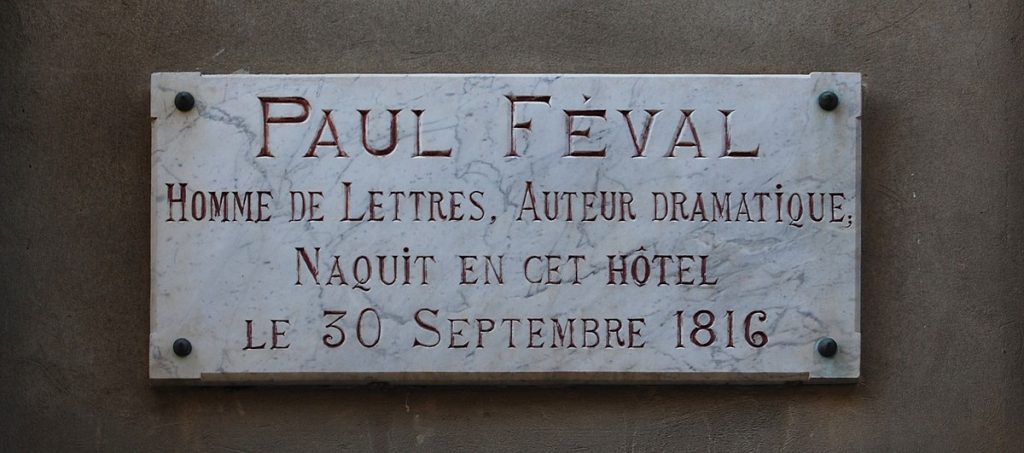 PAUL FÉVAL
HOMME DE LETTRES, AUTEUR DRAMATIQUE;
NAQUIT EN CET HÔTEL
LE 30 SEPTEMBRE 1816